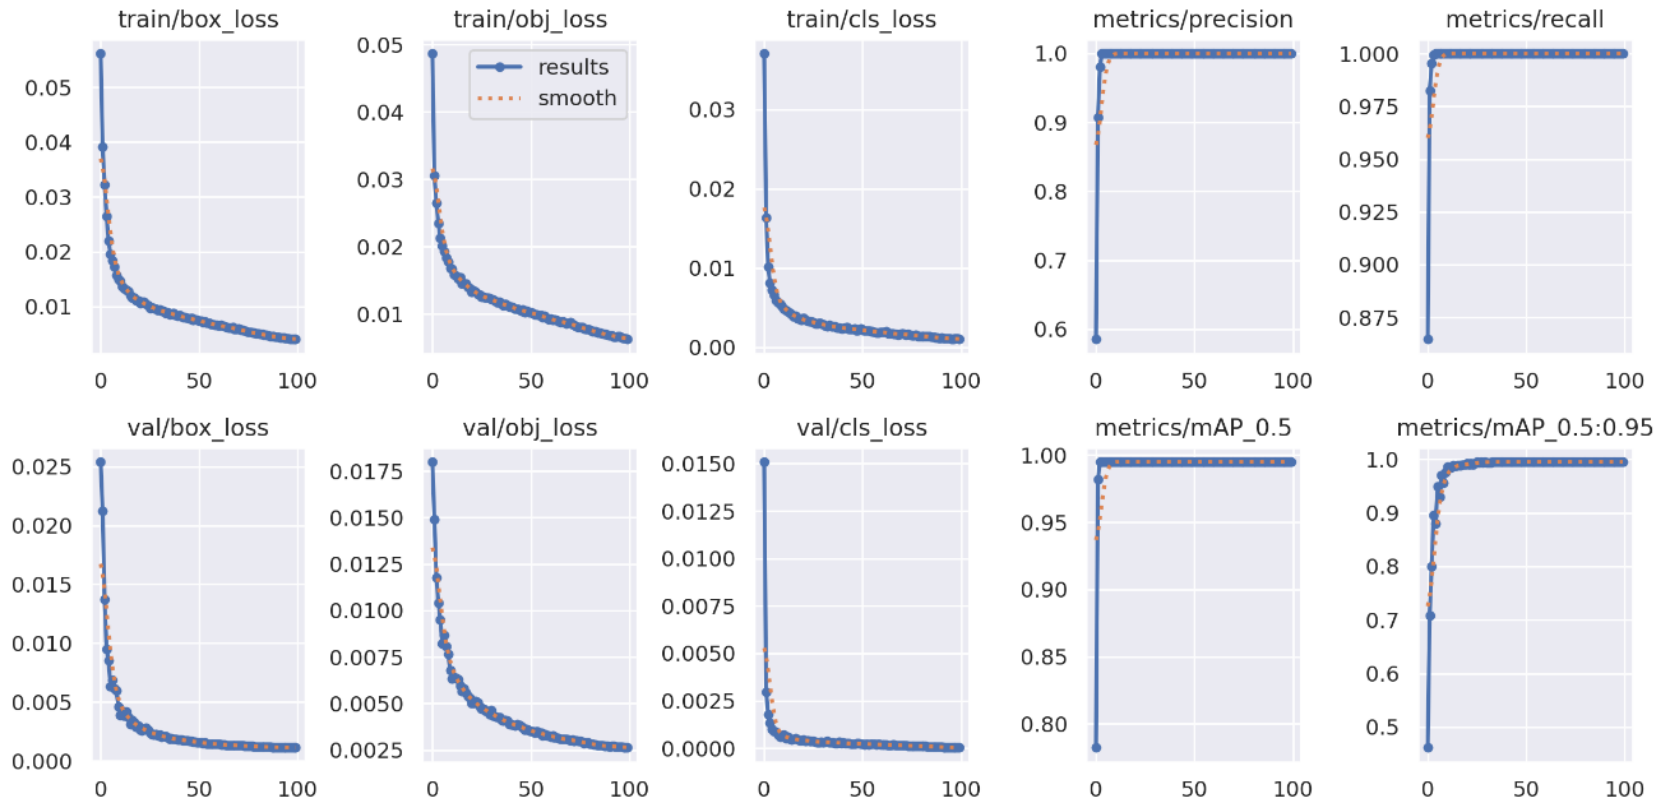 train/box_loss
0.05
0.04
0.03
0.02
0.01
0 50 100
train/obj_loss
results
smooth
0.05
0.04
0.03
0.02
0.01
0 50 100
train/cls_loss
0.03
0.02
0.01
0.00
0 50 100
metrics/precision
1.0
0.9
0.8
0.7
0.6
0 50 100
metrics/recall
1.000
0.975
0.950
0.925
0.900
0.875
0 50 100
val/box_loss
0.025
0.020
0.015
0.010
0.005
0.000
0 50 100
val/obj_loss
0.0175
0.0150
0.0125
0.0100
0.0075
0.0050
0.0025
0 50 100
val/cls_loss
0.0150
0.0125
0.0100
0.0075
0.0050
0.0025
0.0000
0 50 100
metrics/mAP_0.5
1.00
0.95
0.90
0.85
0.80
0 50 100
metrics/mAP_0.5:0.95
1.0
0.9
0.8
0.7
0.6
0.5
0 50 100